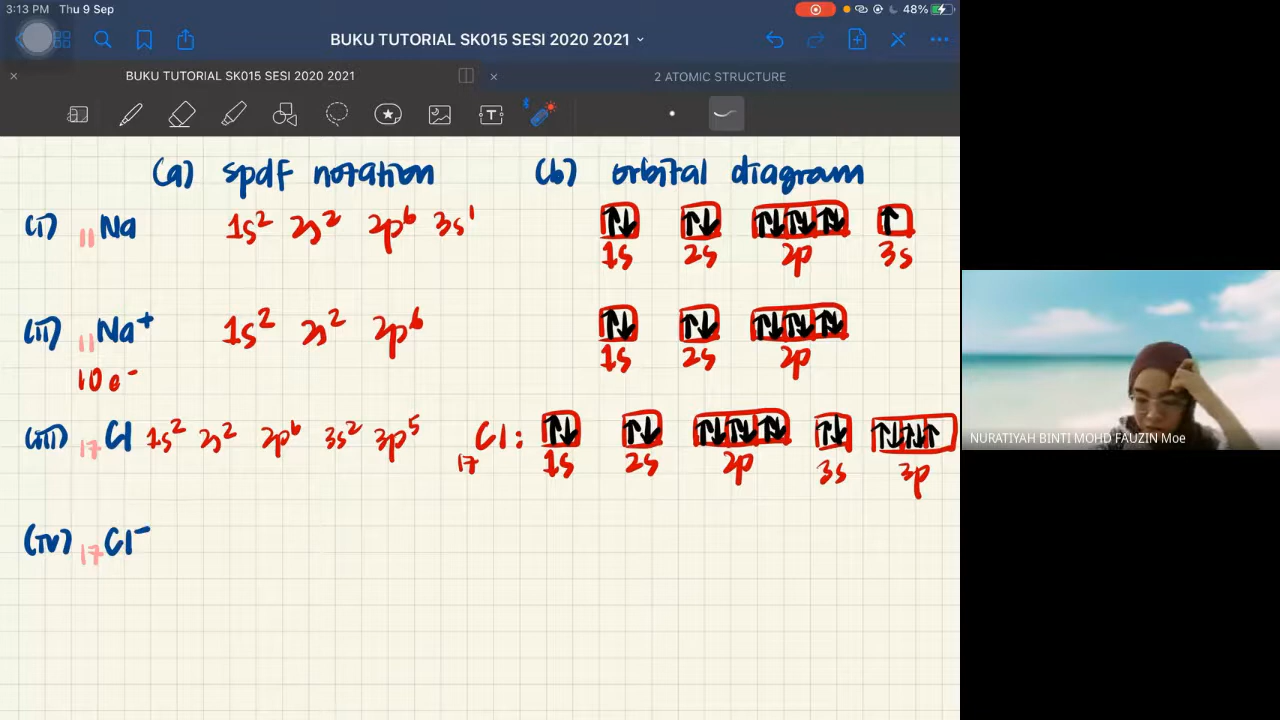 3:13 PM Thu 9 Sep
48%
BUKU TUTORIAL SK015 SESI 2020 2021
BUKU TUTORIAL SK015 SESI 2020 2021
2 ATOMIC STRUCTURE
(a) spdf notation (b) orbital diagram
(i) ₁₁Na 1s² 2s² 2p⁶ 3s¹ ↑↓ ↑↓ ↑↓↑↓↑↓ ↑
1s 2s 2p 3s
(ii) ₁₁Na⁺ 1s² 2s² 2p⁶ ↑↓ ↑↓ ↑↓↑↓↑↓
1s 2s 2p
10e⁻
(iii) ₁₇Cl 1s² 2s² 2p⁶ 3s² 3p⁵ ₁₇Cl: ↑↓ ↑↓ ↑↓↑↓↑↓ ↑↓ ↑↓↑↓↑
1s 2s 2p 3s 3p
(iv) ₁₇Cl⁻
NURATIYAH BINTI MOHD FAUZIN Moe